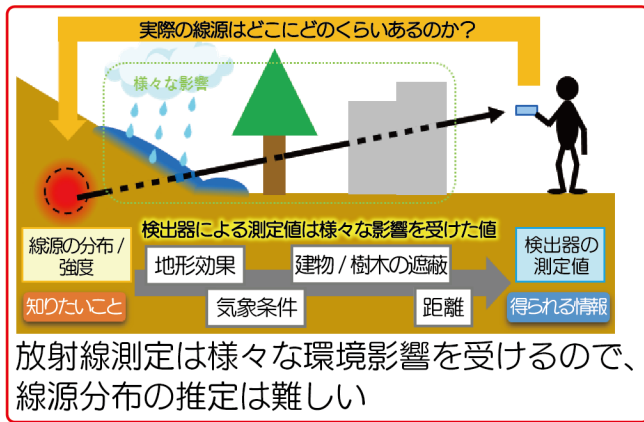 実際の線源はどこにどのくらいあるのか？
様々な影響
検出器による測定値は様々な影響を受けた値
線源の分布 /
強度
地形効果
建物 / 樹木の遮蔽
検出器の
測定値
知りたいこと
気象条件
距離
得られる情報
放射線測定は様々な環境影響を受けるので、
線源分布の推定は難しい